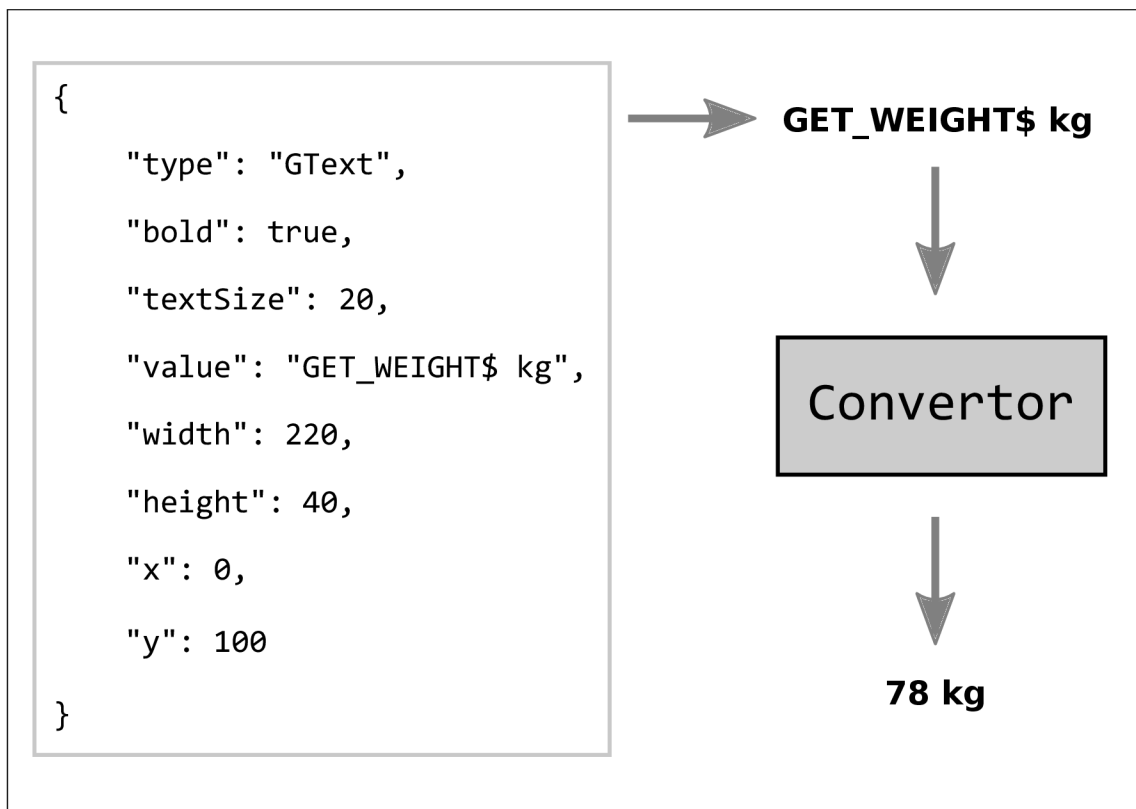 {
"type": "GText",
"bold": true,
"textSize": 20,
"value": "GET_WEIGHT$ kg",
"width": 220,
"height": 40,
"x": 0,
"y": 100
}
GET_WEIGHT$ kg
Convertor
78 kg